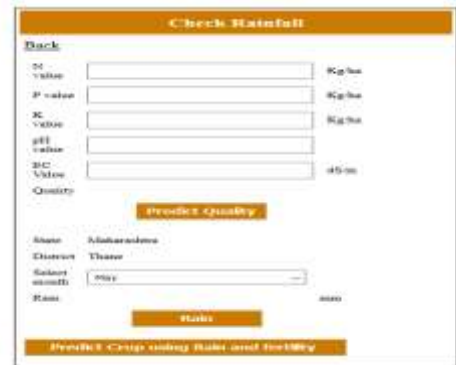 Check Rainfall
Back
N value Kg/ha
P value Kg/ha
K value Kg/ha
pH value
EC Value dS/m
Quality
Predict Quality
State Maharashtra
District Thane
Select month May
Rain mm
Rain
Predict Crop using Rain and fertility